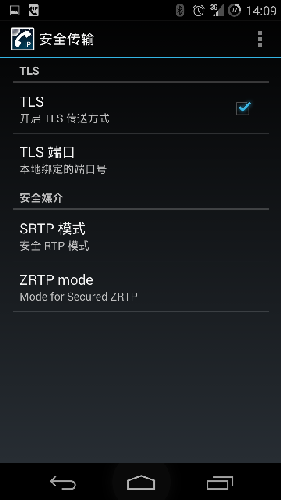 3G 14:09
P 安全传输
TLS
TLS
开启 TLS 传送方式
TLS 端口
本地绑定的端口号
安全媒介
SRTP 模式
安全 RTP 模式
ZRTP mode
Mode for Secured ZRTP